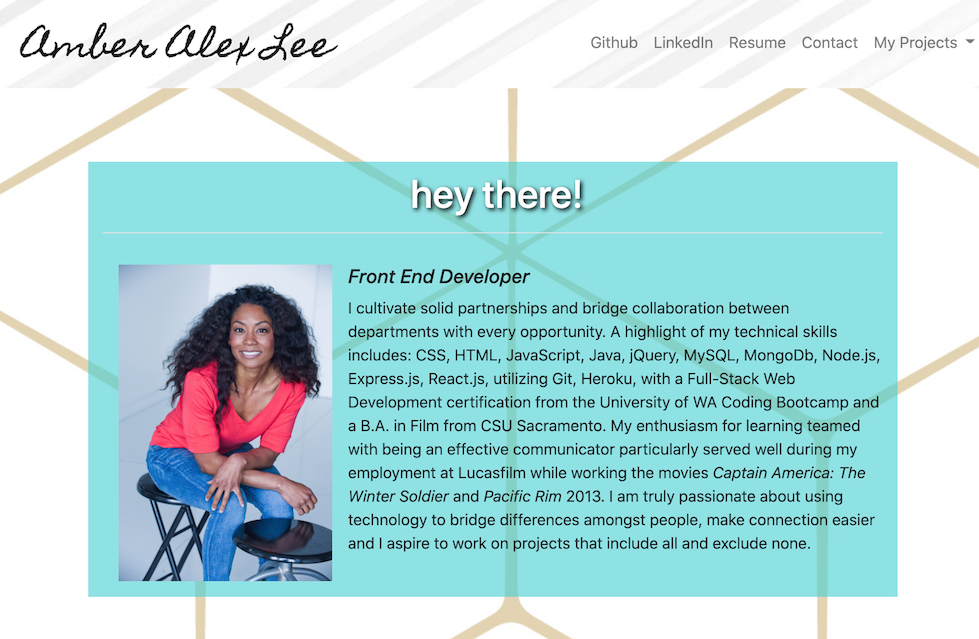 Amber Alex Lee
Github LinkedIn Resume Contact My Projects
hey there!
Front End Developer
I cultivate solid partnerships and bridge collaboration between
departments with every opportunity. A highlight of my technical skills
includes: CSS, HTML, JavaScript, Java, jQuery, MySQL, MongoDb, Node.js,
Express.js, React.js, utilizing Git, Heroku, with a Full-Stack Web
Development certification from the University of WA Coding Bootcamp and
a B.A. in Film from CSU Sacramento. My enthusiasm for learning teamed
with being an effective communicator particularly served well during my
employment at Lucasfilm while working the movies Captain America: The
Winter Soldier and Pacific Rim 2013. I am truly passionate about using
technology to bridge differences amongst people, make connection easier
and I aspire to work on projects that include all and exclude none.